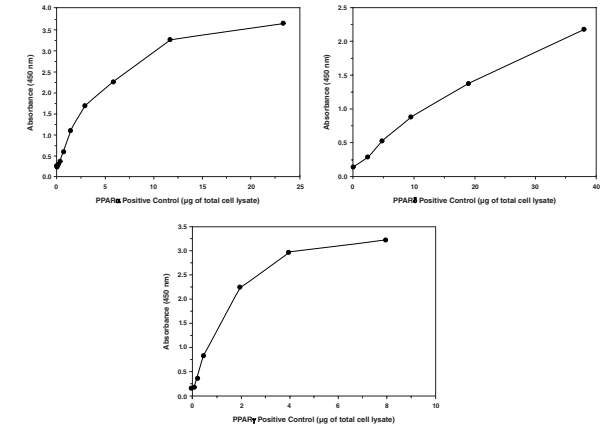 4.0
3.5
3.0
2.5
2.0
1.5
1.0
0.5
0.0
Absorbance (450 nm)
0 5 10 15 20 25
PPARα Positive Control (µg of total cell lysate)
2.5
2.0
1.5
1.0
0.5
0.0
Absorbance (450 nm)
0 10 20 30 40
PPARδ Positive Control (µg of total cell lysate)
3.5
3.0
2.5
2.0
1.5
1.0
0.5
0.0
Absorbance (450 nm)
0 2 4 6 8 10
PPARγ Positive Control (µg of total cell lysate)